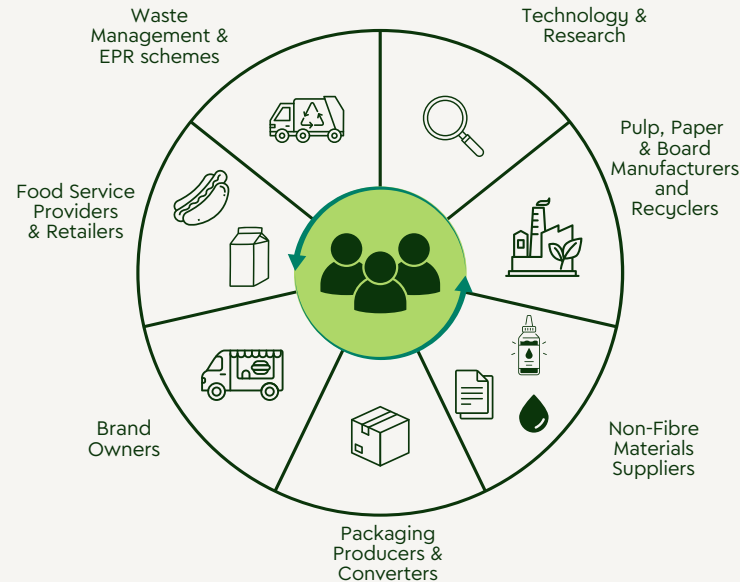 Waste
Management &
EPR schemes
Technology &
Research
Pulp, Paper
& Board
Manufacturers
and
Recyclers
Food Service
Providers
& Retailers
Brand
Owners
Non-Fibre
Materials
Suppliers
Packaging
Producers &
Converters